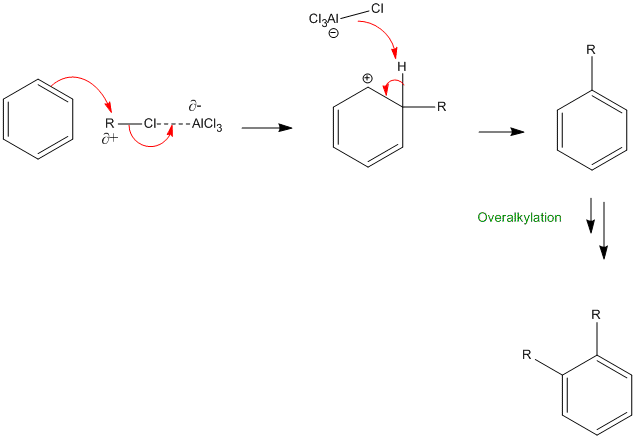 Cl₃Al
Cl
⊖
H
⊕
R
R
∂-
R
Cl
AlCl₃
∂+
Overalkylation
R
R